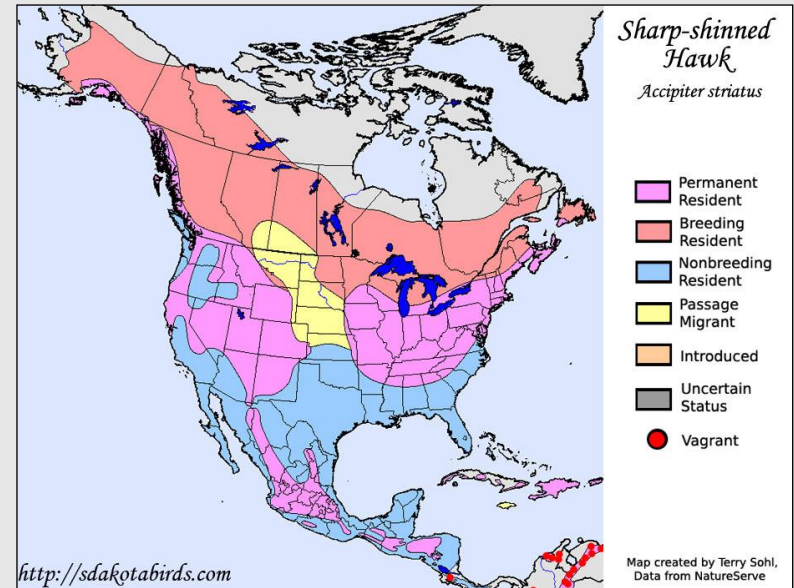 Sharp-shinned
Hawk
Accipiter striatus
Permanent
Resident
Breeding
Resident
Nonbreeding
Resident
Passage
Migrant
Introduced
Uncertain
Status
Vagrant
http://sdakotabirds.com
Map created by Terry Sohl,
Data from NatureServe